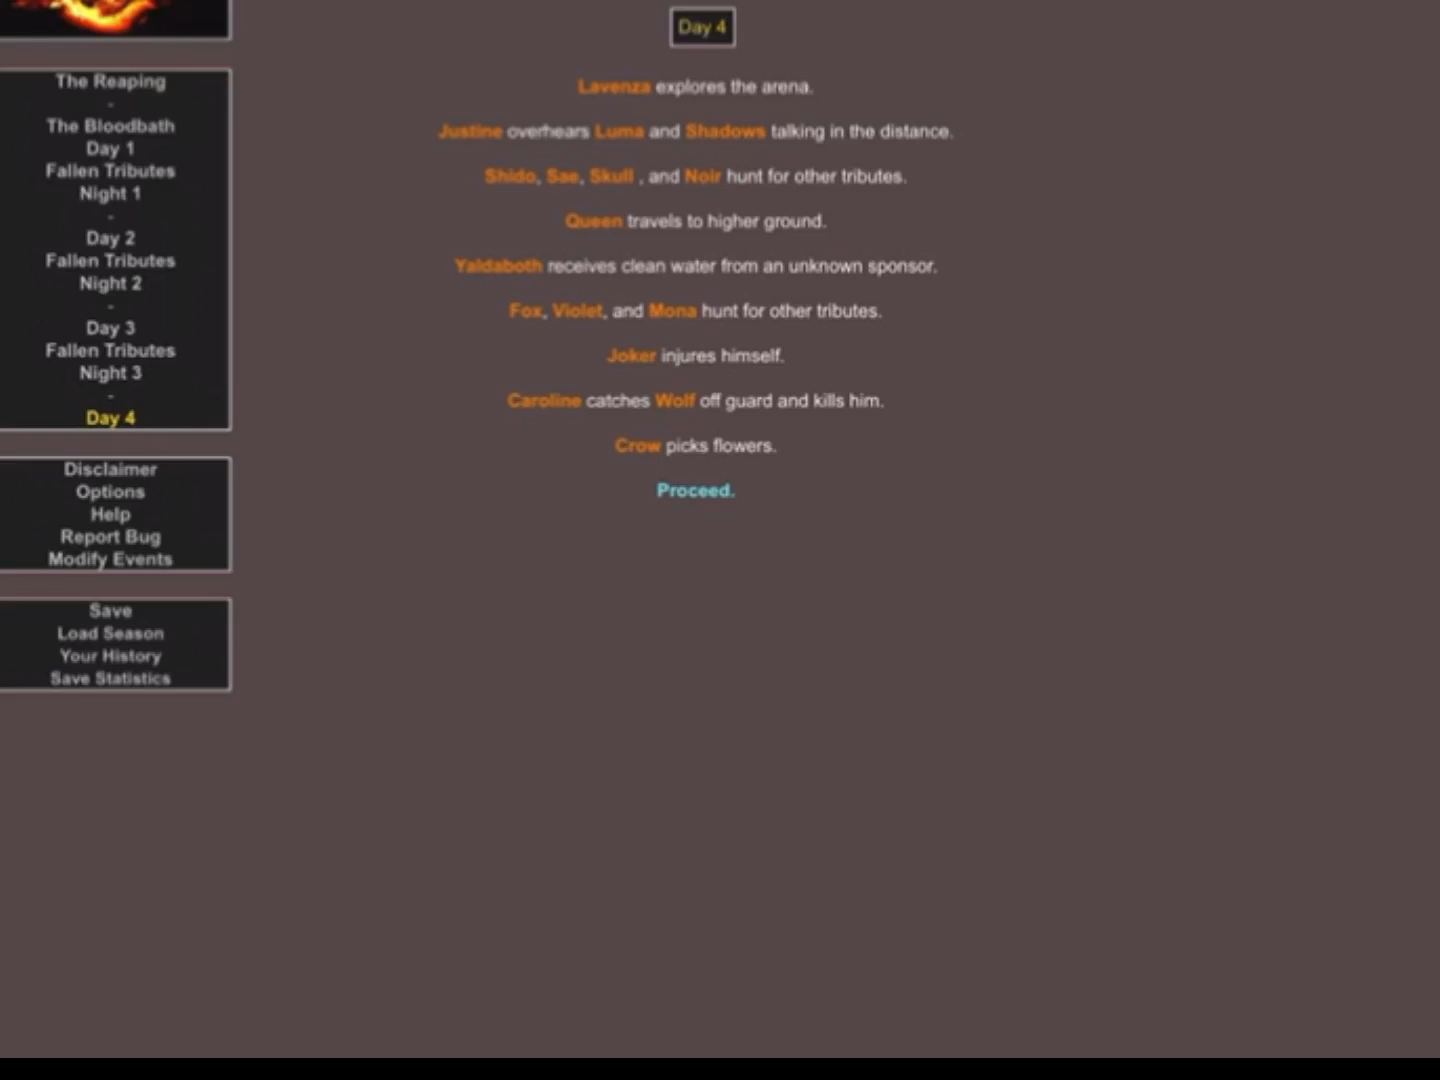 Day 4
The Reaping
-
The Bloodbath
Day 1
Fallen Tributes
Night 1
-
Day 2
Fallen Tributes
Night 2
-
Day 3
Fallen Tributes
Night 3
-
Day 4
Disclaimer
Options
Help
Report Bug
Modify Events
Save
Load Season
Your History
Save Statistics
Lavenza explores the arena.
Justine overhears Luma and Shadows talking in the distance.
Shido, Sae, Skull , and Noir hunt for other tributes.
Queen travels to higher ground.
Yaldaboth receives clean water from an unknown sponsor.
Fox, Violet, and Mona hunt for other tributes.
Joker injures himself.
Caroline catches Wolf off guard and kills him.
Crow picks flowers.
Proceed.